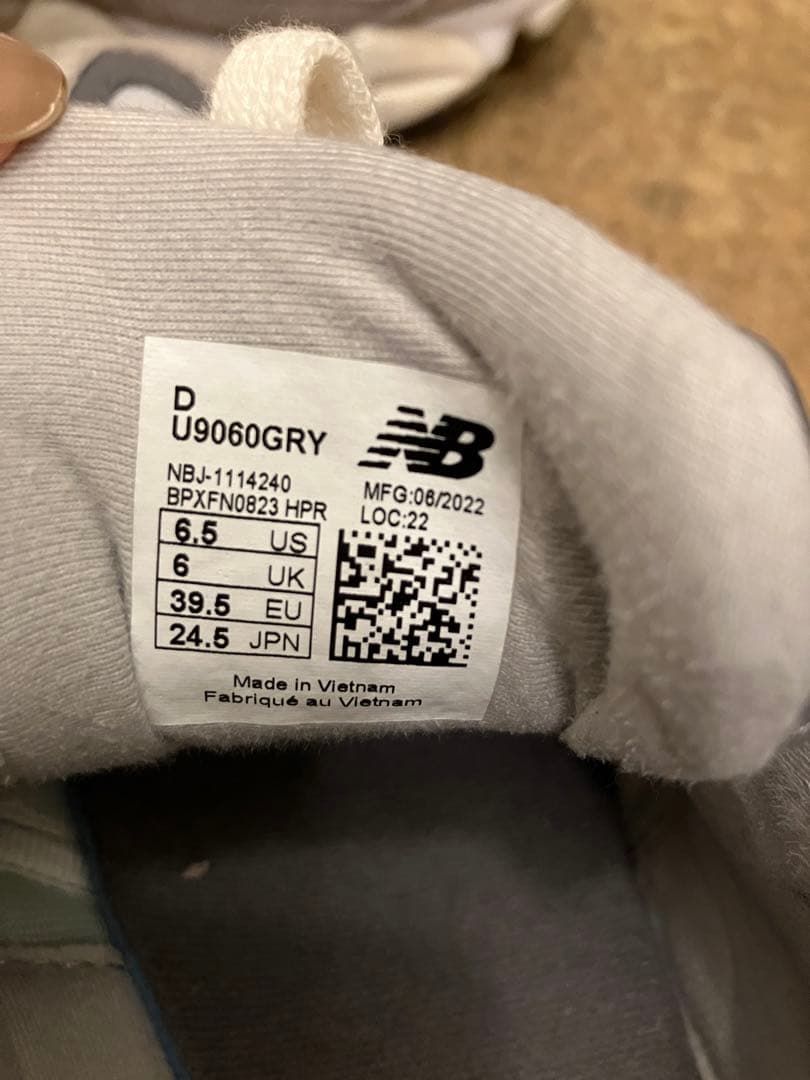 D
U9060GRY
NB
NBJ-1114240
BPXFN0823 HPR
MFG:06/2022
LOC:22
6.5 US
6 UK
39.5 EU
24.5 JPN
Made in Vietnam
Fabriqué au Vietnam